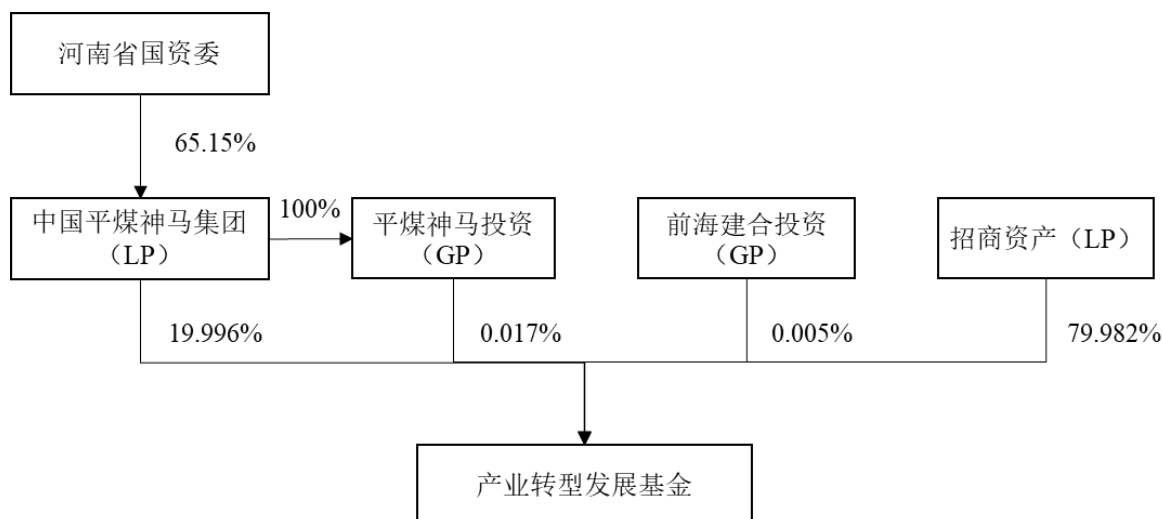 河南省国资委
65.15%
中国平煤神马集团
（LP）
100%
平煤神马投资
（GP）
前海建合投资
（GP）
招商资产（LP）
19.996%
0.017%
0.005%
79.982%
产业转型发展基金